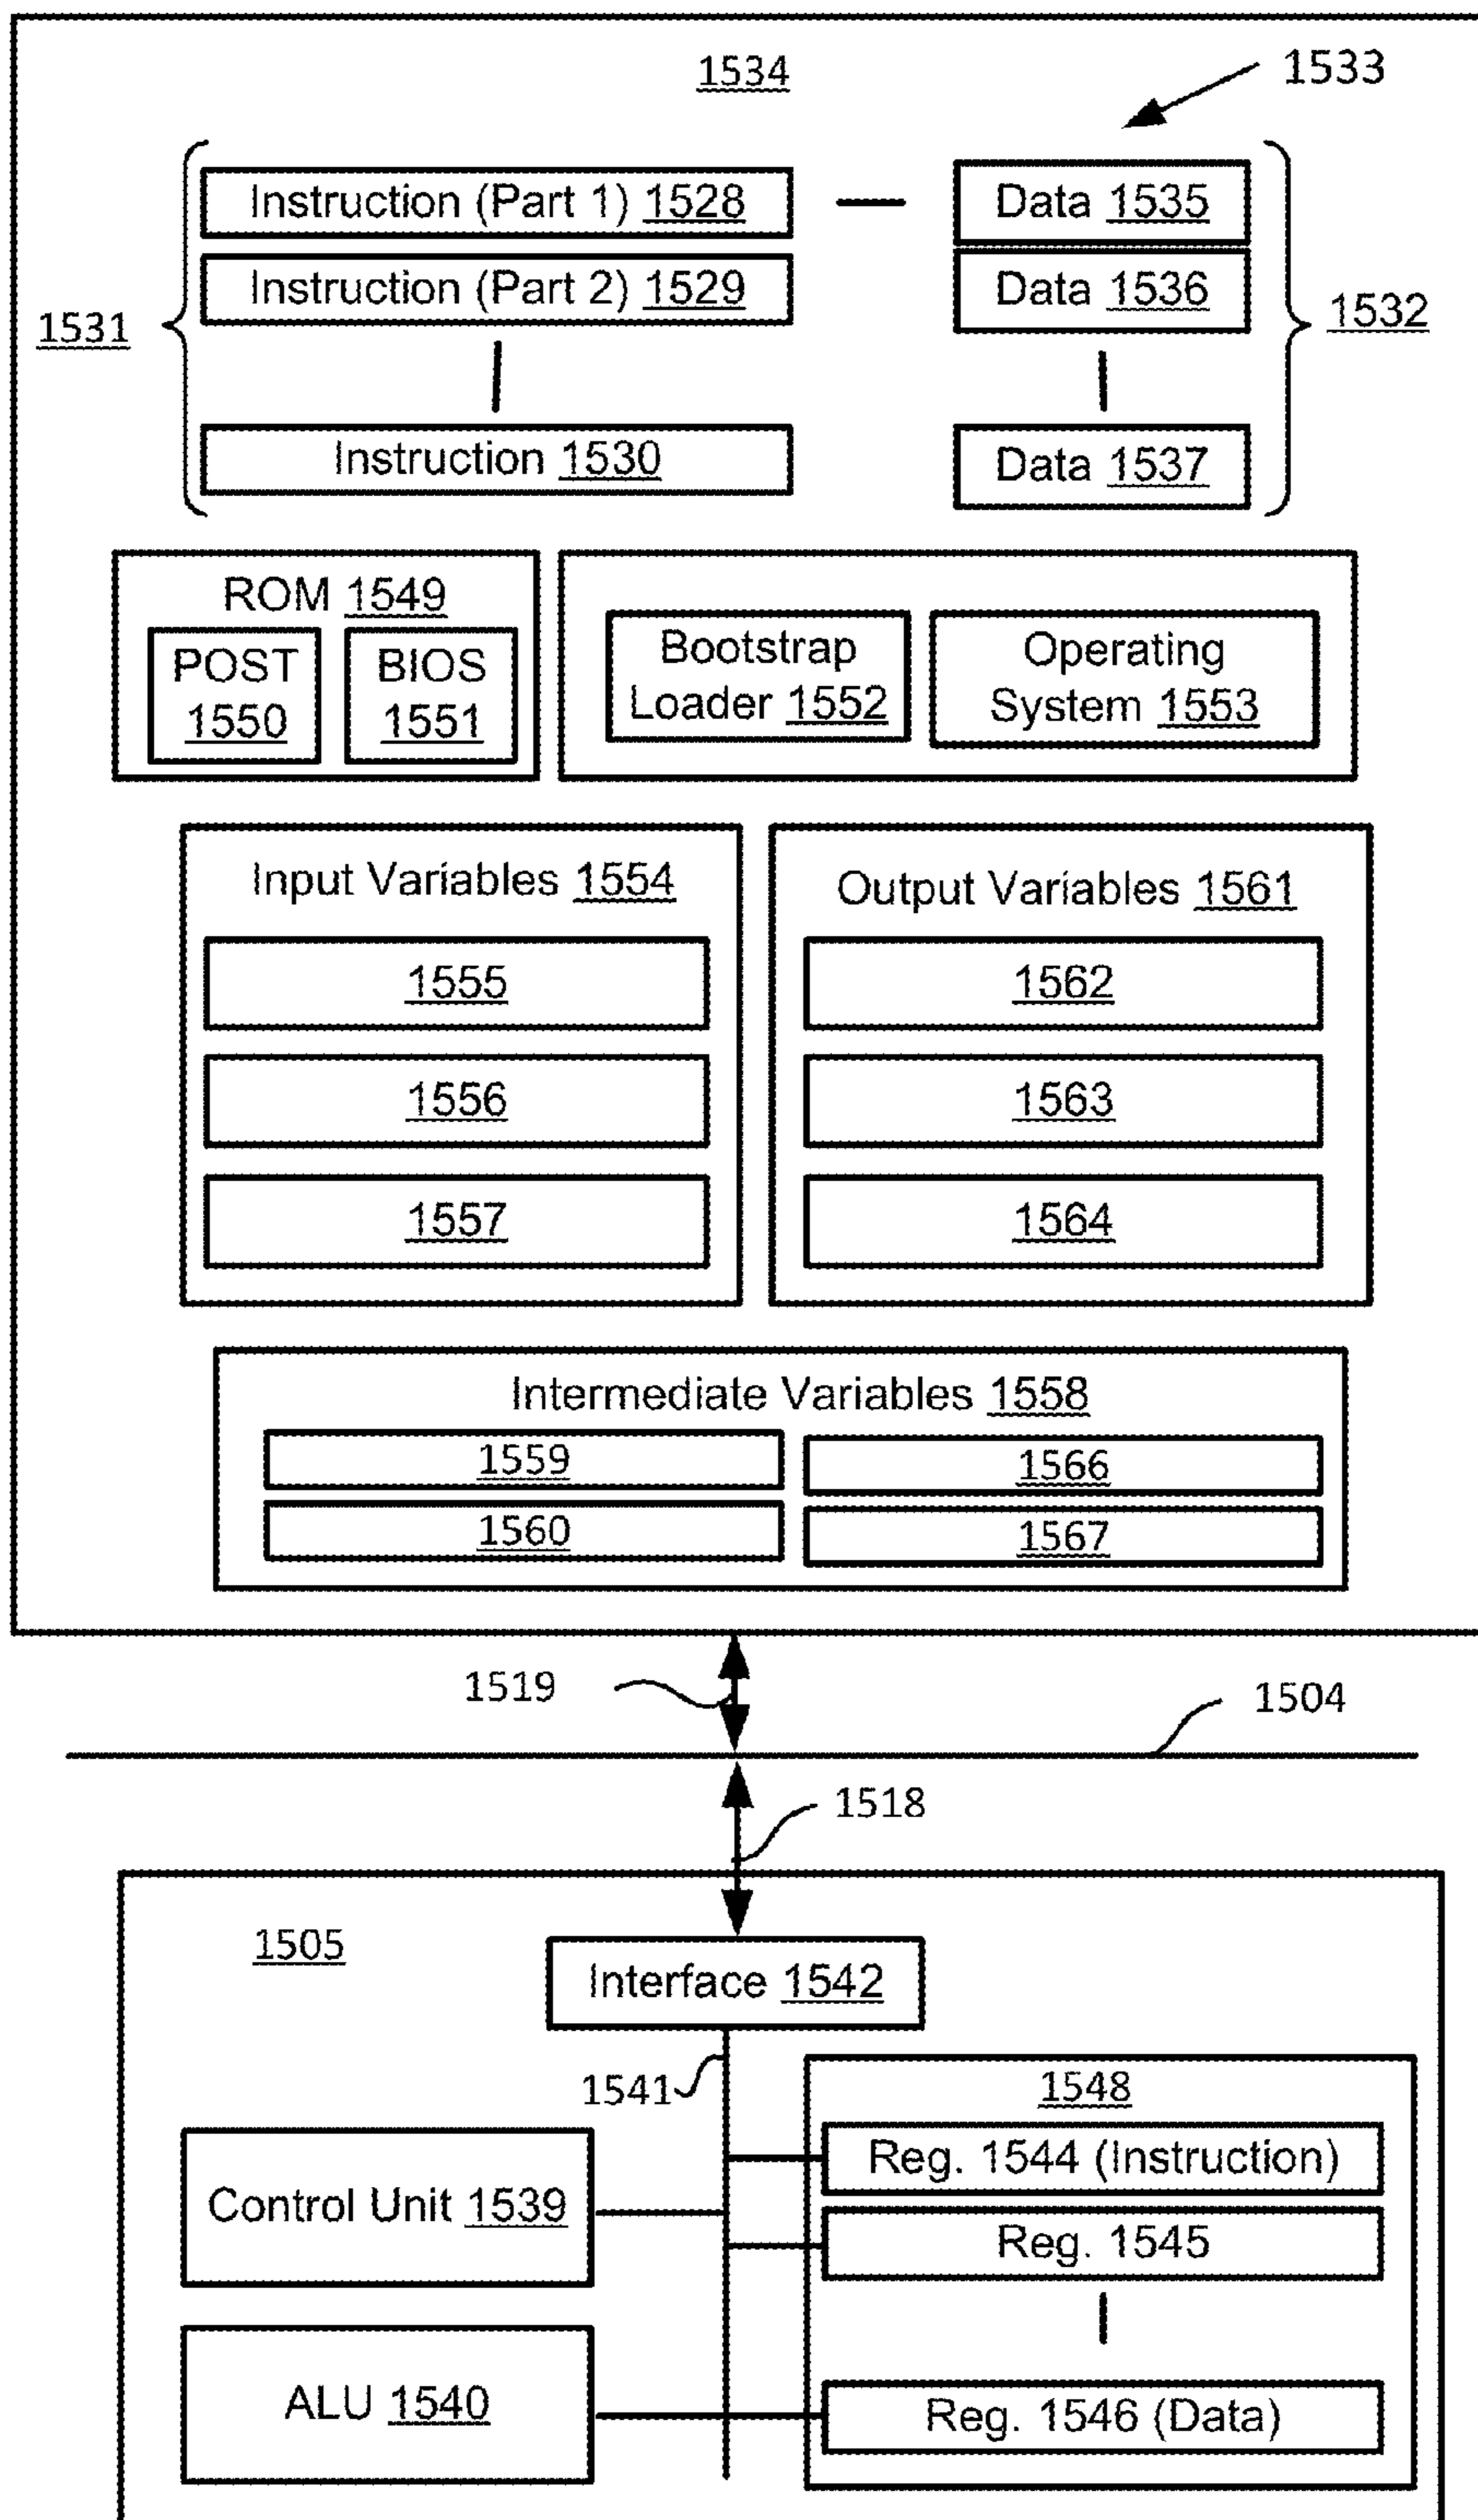 1534
1533
Instruction (Part 1) 1528
Data 1535
Instruction (Part 2) 1529
Data 1536
1531
1532
Instruction 1530
Data 1537
ROM 1549
POST
1550
BIOS
1551
Bootstrap
Loader 1552
Operating
System 1553
Input Variables 1554
1555
1556
1557
Output Variables 1561
1562
1563
1564
Intermediate Variables 1558
1559
1566
1560
1567
1519
1504
1518
1505
Interface 1542
1541
1548
Reg. 1544 (Instruction)
Control Unit 1539
Reg. 1545
ALU 1540
Reg. 1546 (Data)